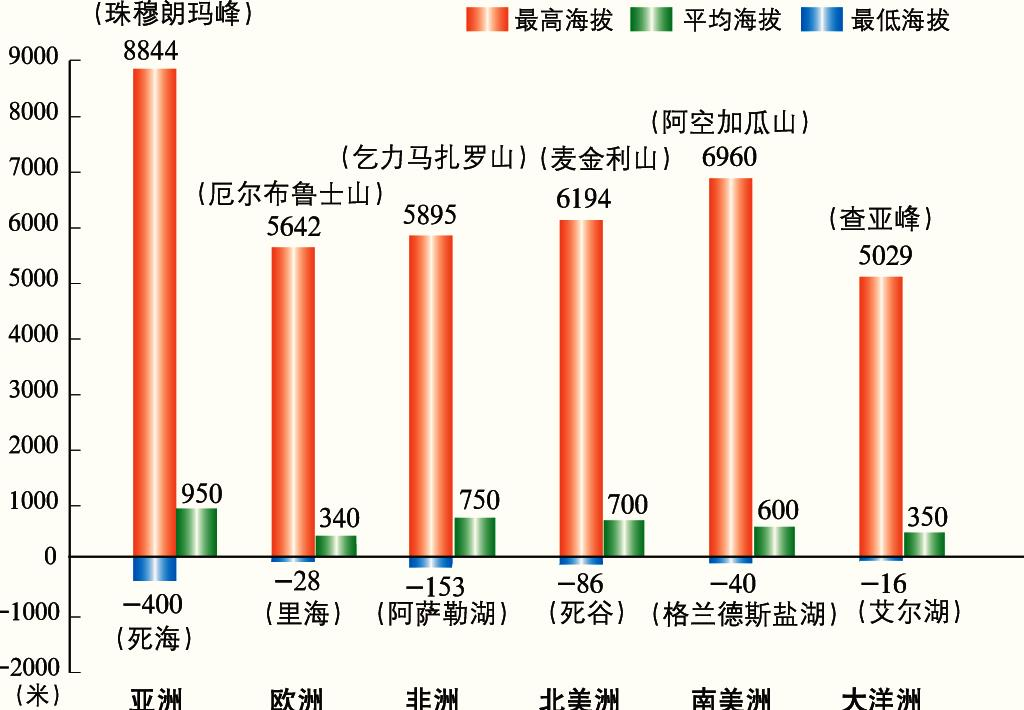 (珠穆朗玛峰)
最高海拔 平均海拔 最低海拔
9000
8000
7000
6000
5000
4000
3000
2000
1000
0
−1000
−2000
(米)
8844
950
−400
(死海)
亚洲
(厄尔布鲁士山)
5642
340
−28
(里海)
欧洲
(乞力马扎罗山)
5895
750
−153
(阿萨勒湖)
非洲
(麦金利山)
6194
700
−86
(死谷)
北美洲
(阿空加瓜山)
6960
600
−40
(格兰德斯盐湖)
南美洲
(查亚峰)
5029
350
−16
(艾尔湖)
大洋洲